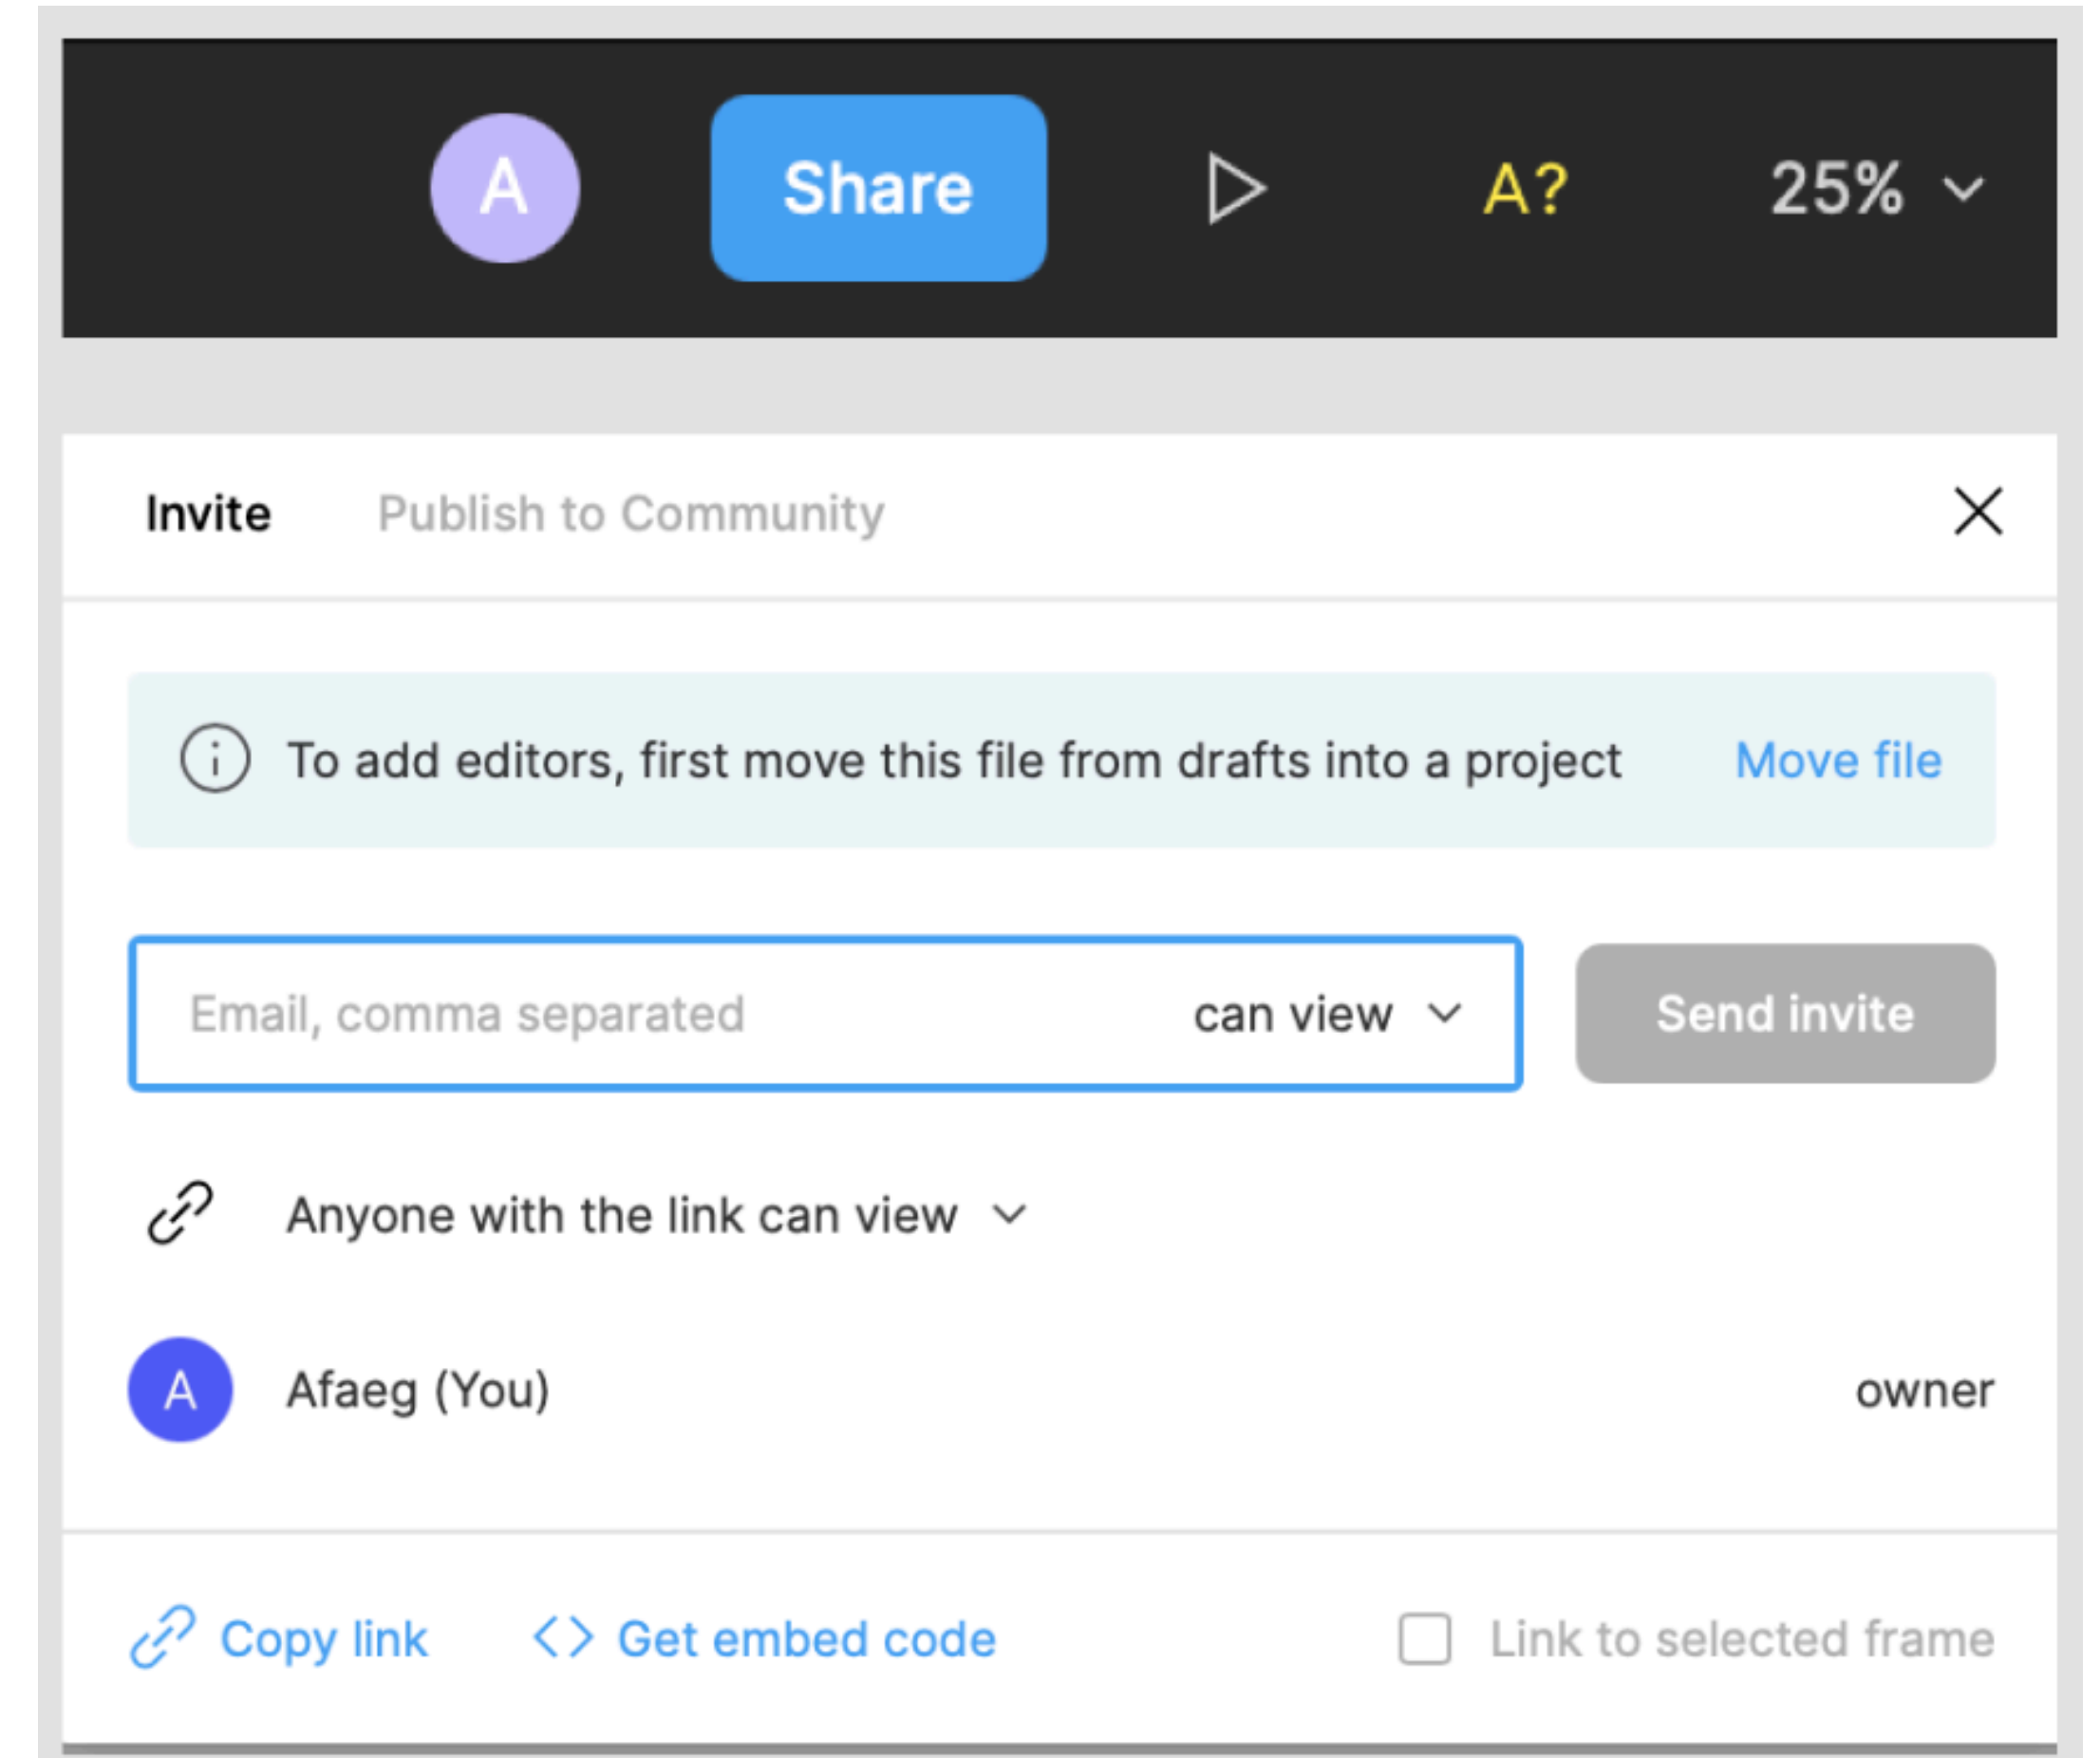 A Share A? 25%
Invite Publish to Community
To add editors, first move this file from drafts into a project Move file
Email, comma separated can view Send invite
Anyone with the link can view
A Afaeg (You) owner
Copy link <> Get embed code Link to selected frame